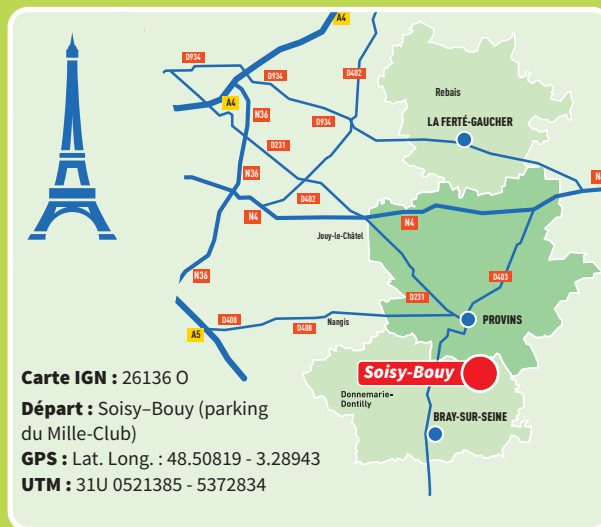 A4
D934
D934
D402
A4
Rebais
N36
LA FERTÉ-GAUCHER
D934
D231
N36
D402
N4
N4
Jouy-le-Châtel
N36
D403
D231
D408
D408
Nangis
PROVINS
A5
Soisy-Bouy
Donnemarie-
Dontilly
BRAY-SUR-SEINE
Carte IGN : 26136 O
Départ : Soisy–Bouy (parking
du Mille-Club)
GPS : Lat. Long. : 48.50819 - 3.28943
UTM : 31U 0521385 - 5372834